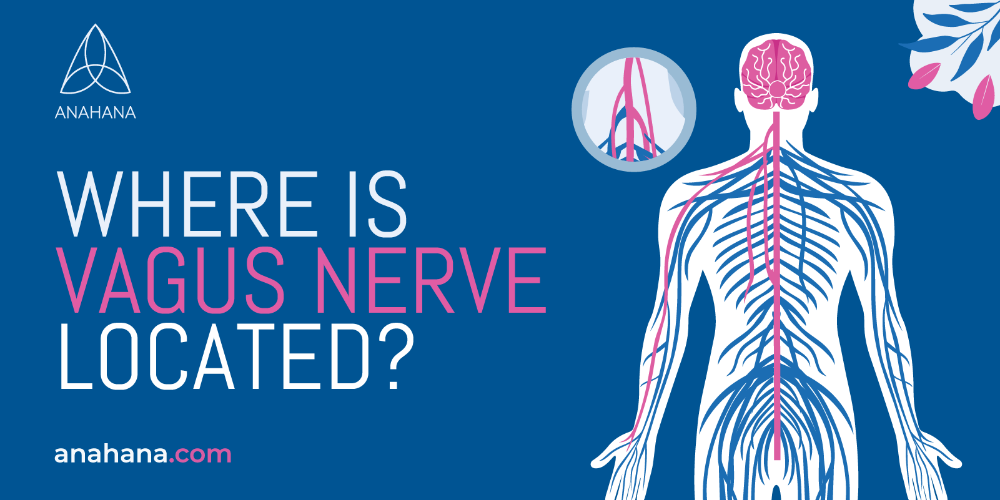 ANAHANA
WHERE IS
VAGUS NERVE
LOCATED?
anahana.com